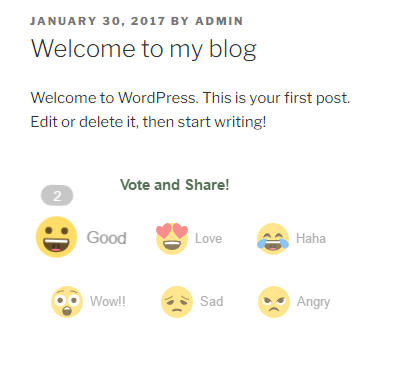 JANUARY 30, 2017 BY ADMIN
Welcome to my blog
Welcome to WordPress. This is your first post.
Edit or delete it, then start writing!
Vote and Share!
2
Good Love Haha
Wow!! Sad Angry